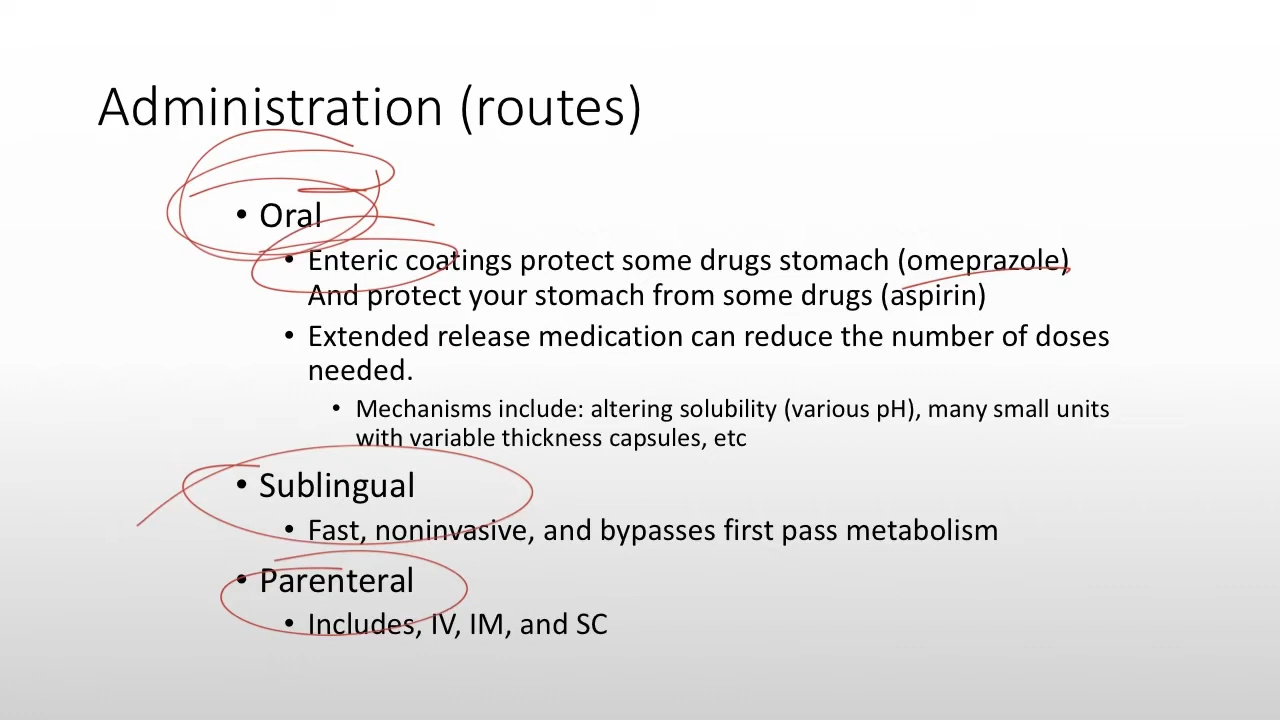 Administration (routes)
• Oral
• Enteric coatings protect some drugs stomach (omeprazole)
And protect your stomach from some drugs (aspirin)
• Extended release medication can reduce the number of doses
needed.
• Mechanisms include: altering solubility (various pH), many small units
with variable thickness capsules, etc
• Sublingual
• Fast, noninvasive, and bypasses first pass metabolism
• Parenteral
• Includes, IV, IM, and SC